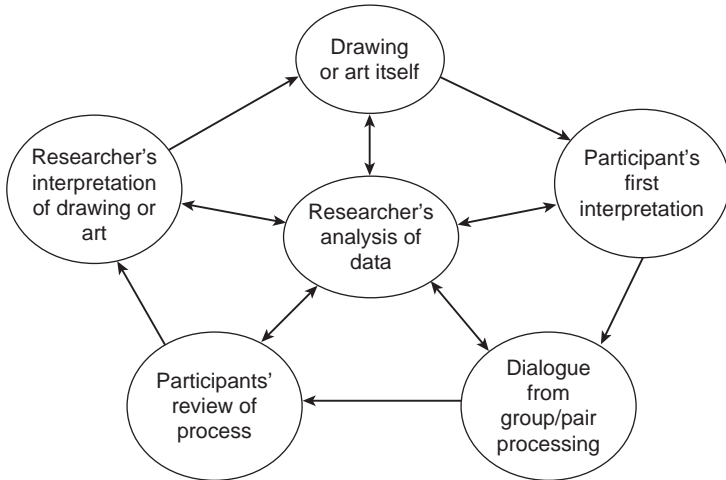 Drawing
or art itself
Researcher's
interpretation
of drawing or
art
Participant's
first
interpretation
Researcher's
analysis of
data
Participants'
review of
process
Dialogue
from
group/pair
processing